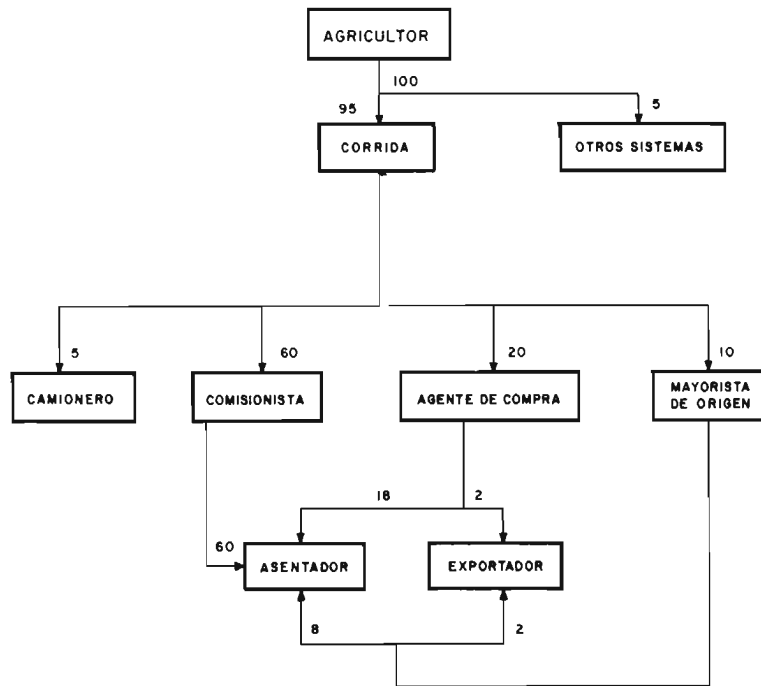 AGRICULTOR
100
95
5
CORRIDA
OTROS SISTEMAS
5
60
20
10
CAMIONERO
COMISIONISTA
AGENTE DE COMPRA
MAYORISTA
DE ORIGEN
18
2
60
ASENTADOR
EXPORTADOR
8
2